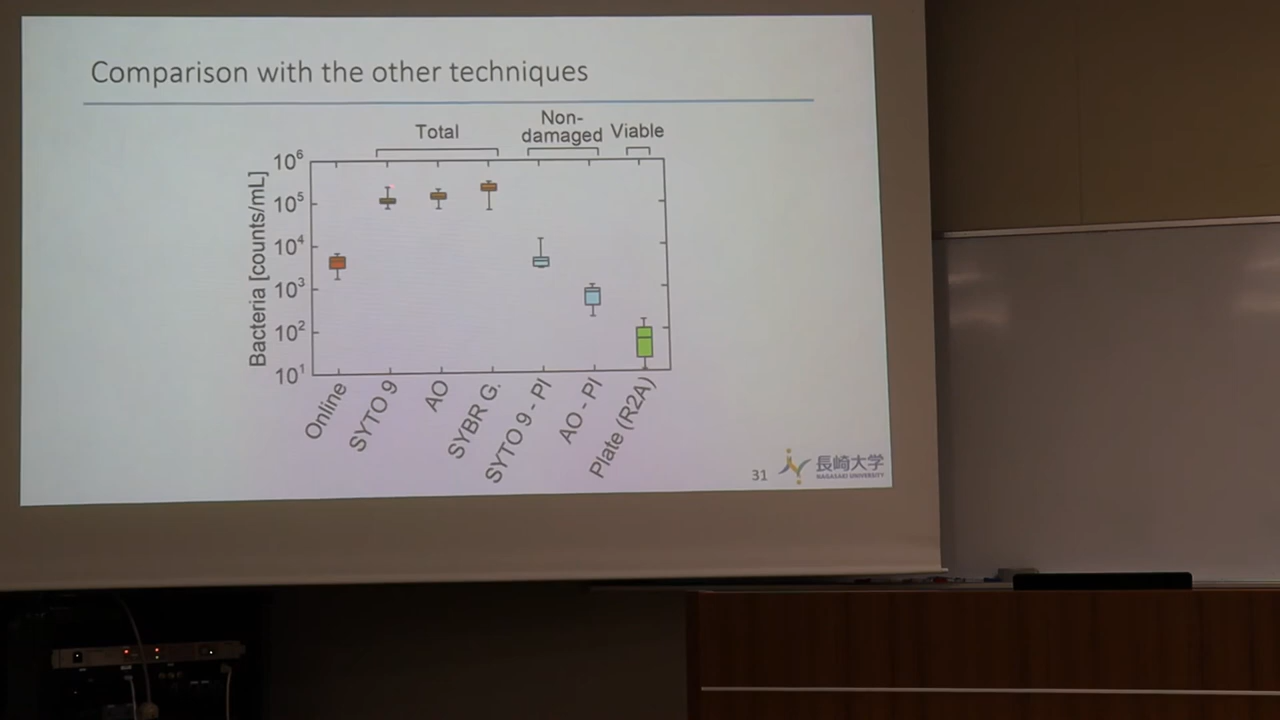 Comparison with the other techniques
Total
Non-
damaged
Viable
Bacteria [counts/mL]
10⁶
10⁵
10⁴
10³
10²
10¹
Online
SYTO 9
AO
SYBR G.
SYTO 9 - PI
AO - PI
Plate (R2A)
31
長崎大学
NAGASAKI UNIVERSITY